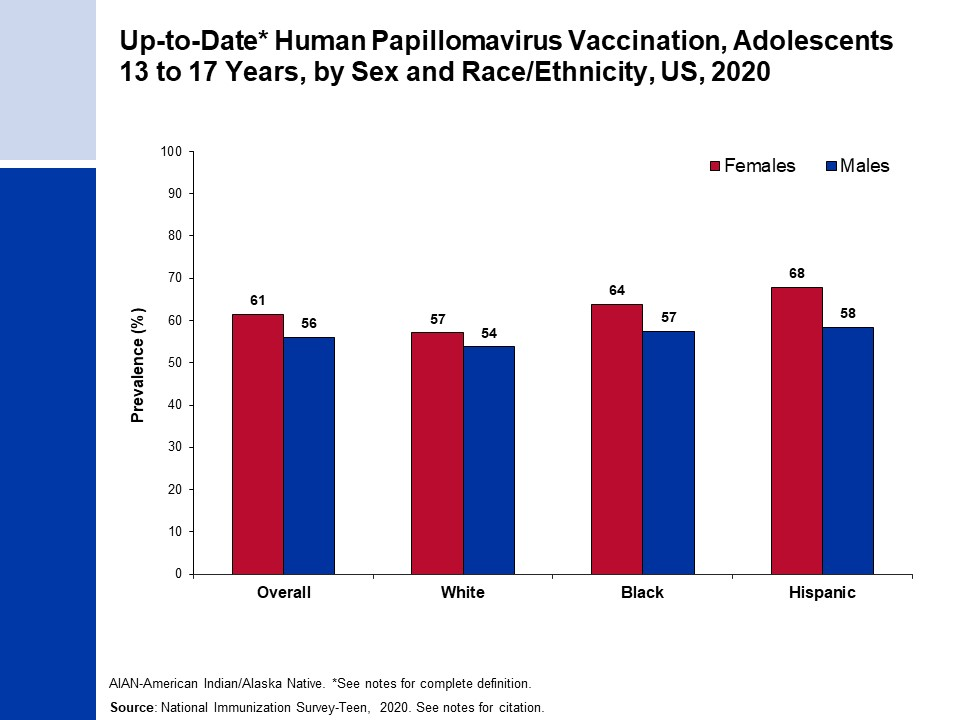 Up-to-Date* Human Papillomavirus Vaccination, Adolescents
13 to 17 Years, by Sex and Race/Ethnicity, US, 2020
Females Males
Prevalence (%)
100
90
80
70
60
50
40
30
20
10
0
61
56
57
54
64
57
68
58
Overall White Black Hispanic
AIAN-American Indian/Alaska Native. *See notes for complete definition.
Source: National Immunization Survey-Teen, 2020. See notes for citation.